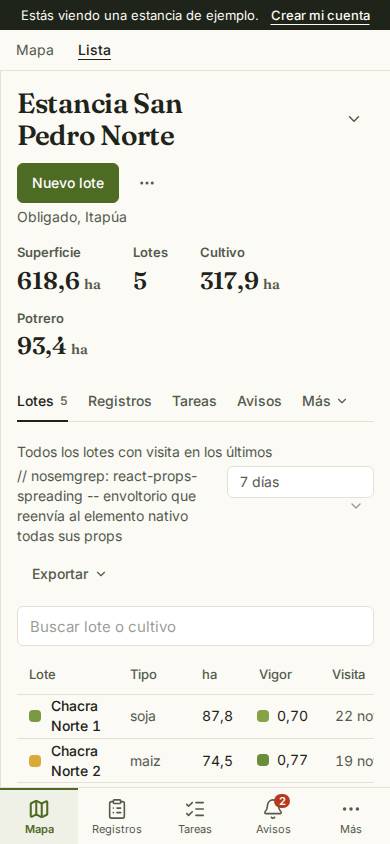 Estás viendo una estancia de ejemplo. Crear mi cuenta
Mapa Lista
Estancia San
Pedro Norte
Nuevo lote
Obligado, Itapúa
Superficie Lotes Cultivo
618,6 ha 5 317,9 ha
Potrero
93,4 ha
Lotes 5 Registros Tareas Avisos Más
Todos los lotes con visita en los últimos
// nosemgrep: react-props-
spreading -- envoltorio que
reenvía al elemento nativo
todas sus props
7 días
Exportar
Buscar lote o cultivo
Lote Tipo ha Vigor Visita
Chacra
Norte 1
soja 87,8 0,70 22 no
Chacra
Norte 2
maiz 74,5 0,77 19 no
2
Mapa Registros Tareas Avisos Más